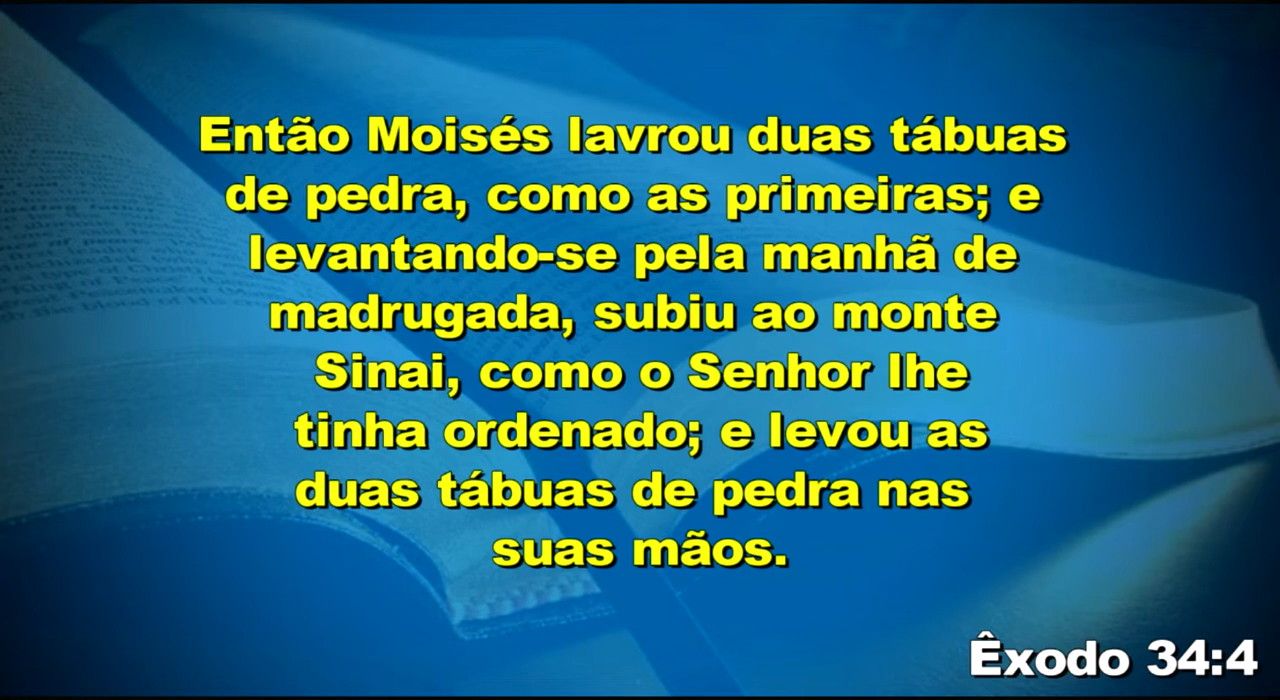 Então Moisés lavrou duas tábuas
de pedra, como as primeiras; e
levantando-se pela manhã de
madrugada, subiu ao monte
Sinai, como o Senhor lhe
tinha ordenado; e levou as
duas tábuas de pedra nas
suas mãos.
Êxodo 34:4